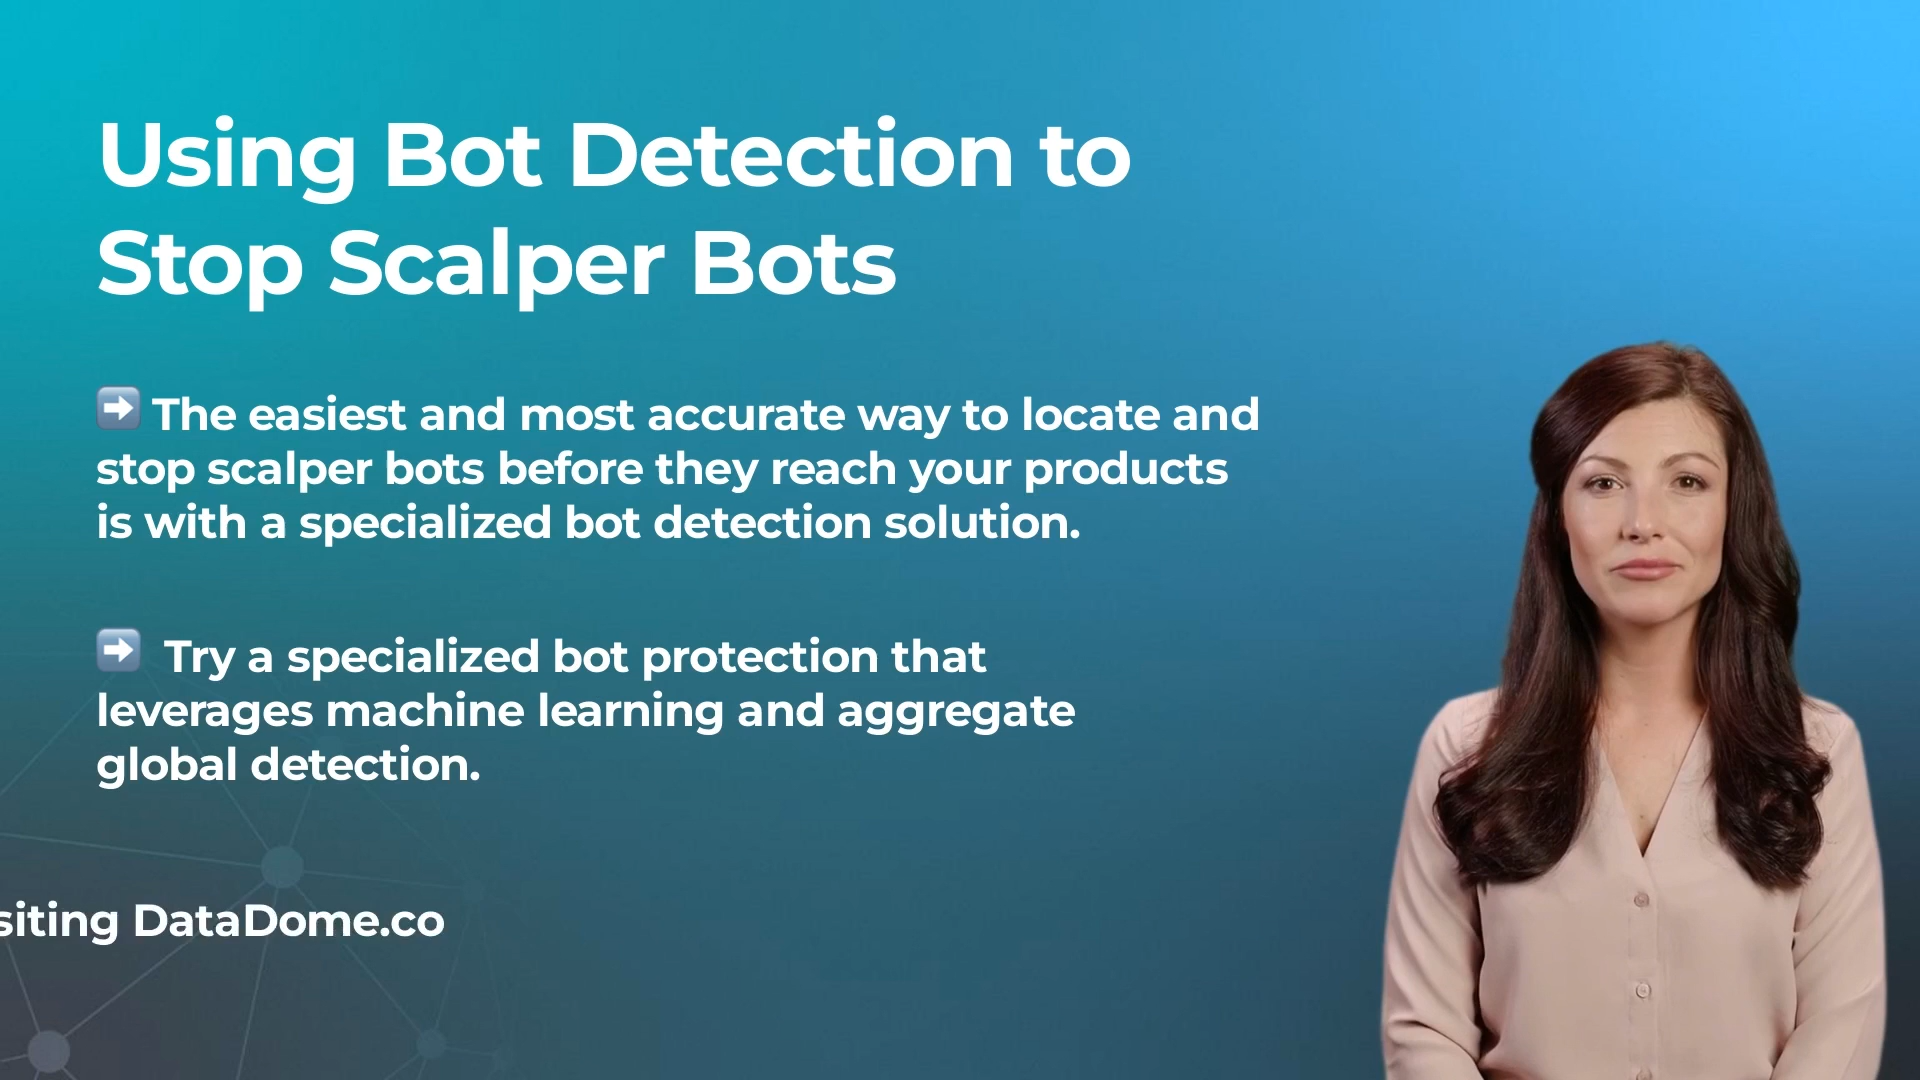 Using Bot Detection to
Stop Scalper Bots
➡️ The easiest and most accurate way to locate and
stop scalper bots before they reach your products
is with a specialized bot detection solution.
➡️ Try a specialized bot protection that
leverages machine learning and aggregate
global detection.
siting DataDome.co